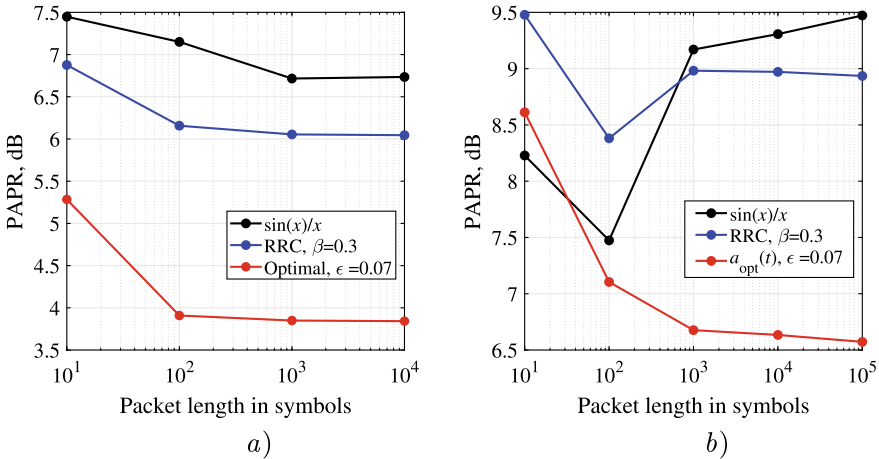 7.5
7
6.5
6
5.5
5
4.5
4
3.5
PAPR, dB
sin(x)/x
RRC, β=0.3
Optimal, ϵ =0.07
10^1 10^2 10^3 10^4
Packet length in symbols
a)
9.5
9
8.5
8
7.5
7
6.5
PAPR, dB
sin(x)/x
RRC, β=0.3
a_opt(t), ϵ =0.07
10^1 10^2 10^3 10^4 10^5
Packet length in symbols
b)